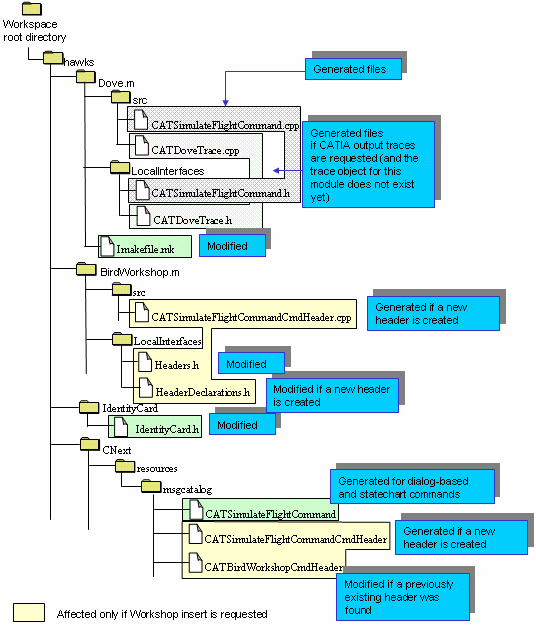 Workspace
root directory
hawks
Dove.m
src
CATSimulateFlightCommand.cpp
CATDoveTrace.cpp
LocalInterfaces
CATSimulateFlightCommand.h
CATDoveTrace.h
Imakefile.mk
Modified
Generated files
Generated files
if CATIA output traces
are requested (and the
trace object for this
module does not exist
yet)
BirdWorkshop.m
src
CATSimulateFlightCommandCmdHeader.cpp
Generated if a new
header is created
LocalInterfaces
Headers.h
Modified
HeaderDeclarations.h
Modified if a new header
is created
IdentityCard
IdentityCard.h
Modified
CNext
resources
msgcatalog
Generated for dialog-based
and statechart commands
CATSimulateFlightCommand
CATSimulateFlightCommandCmdHeader
Generated if a new
header is created
CATBirdWorkshopCmdHeader
Modified if a previously
existing header was
found
Affected only if Workshop insert is requested